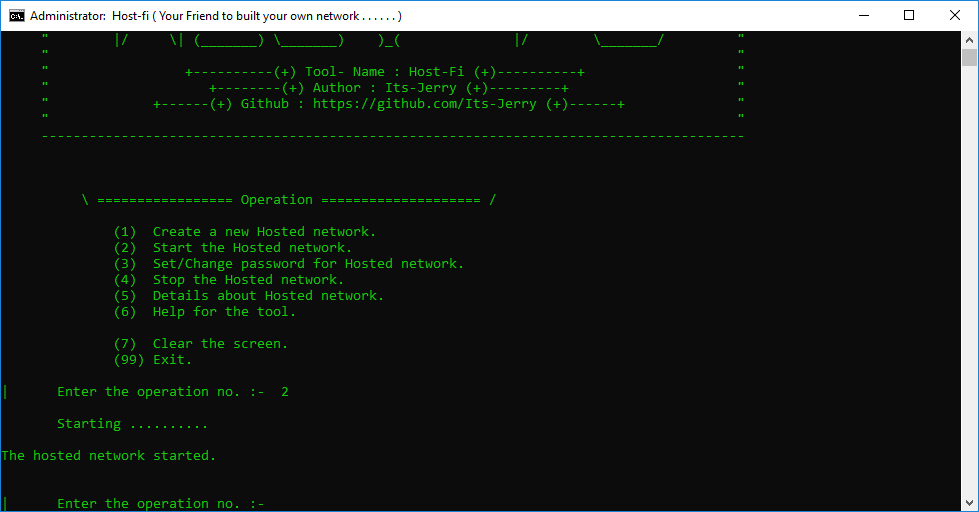 Administrator:  Host-fi ( Your Friend to built your own network . . . . . . )
"        |/     \| (_______) \_______)    )_(              |/        \_______/         "
"                                                                                      "
"                 +----------(+) Tool- Name : Host-Fi (+)----------+                   "
"                    +--------(+) Author : Its-Jerry (+)---------+                     "
"             +------(+) Github : https://github.com/Its-Jerry (+)------+              "
"                                                                                      "
----------------------------------------------------------------------------------------
\ ================= Operation ==================== /
(1)  Create a new Hosted network.
(2)  Start the Hosted network.
(3)  Set/Change password for Hosted network.
(4)  Stop the Hosted network.
(5)  Details about Hosted network.
(6)  Help for the tool.
(7)  Clear the screen.
(99) Exit.
|      Enter the operation no. :-  2
Starting ..........
The hosted network started.
|      Enter the operation no. :-